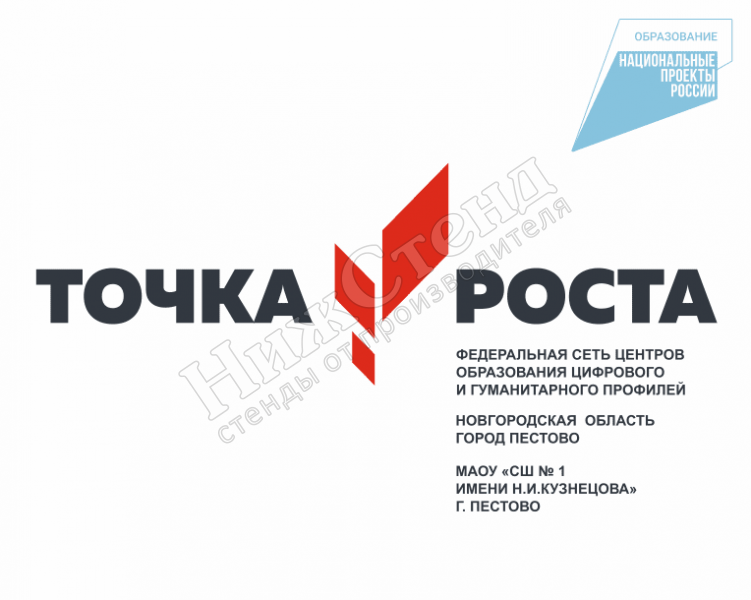 ОБРАЗОВАНИЕ
НАЦИОНАЛЬНЫЕ
ПРОЕКТЫ
РОССИИ
ТОЧКА РОСТА
НижСтенд
стенды от производителя
ФЕДЕРАЛЬНАЯ СЕТЬ ЦЕНТРОВ
ОБРАЗОВАНИЯ ЦИФРОВОГО
И ГУМАНИТАРНОГО ПРОФИЛЕЙ
НОВГОРОДСКАЯ ОБЛАСТЬ
ГОРОД ПЕСТОВО
МАОУ «СШ № 1
ИМЕНИ Н.И.КУЗНЕЦОВА»
Г. ПЕСТОВО